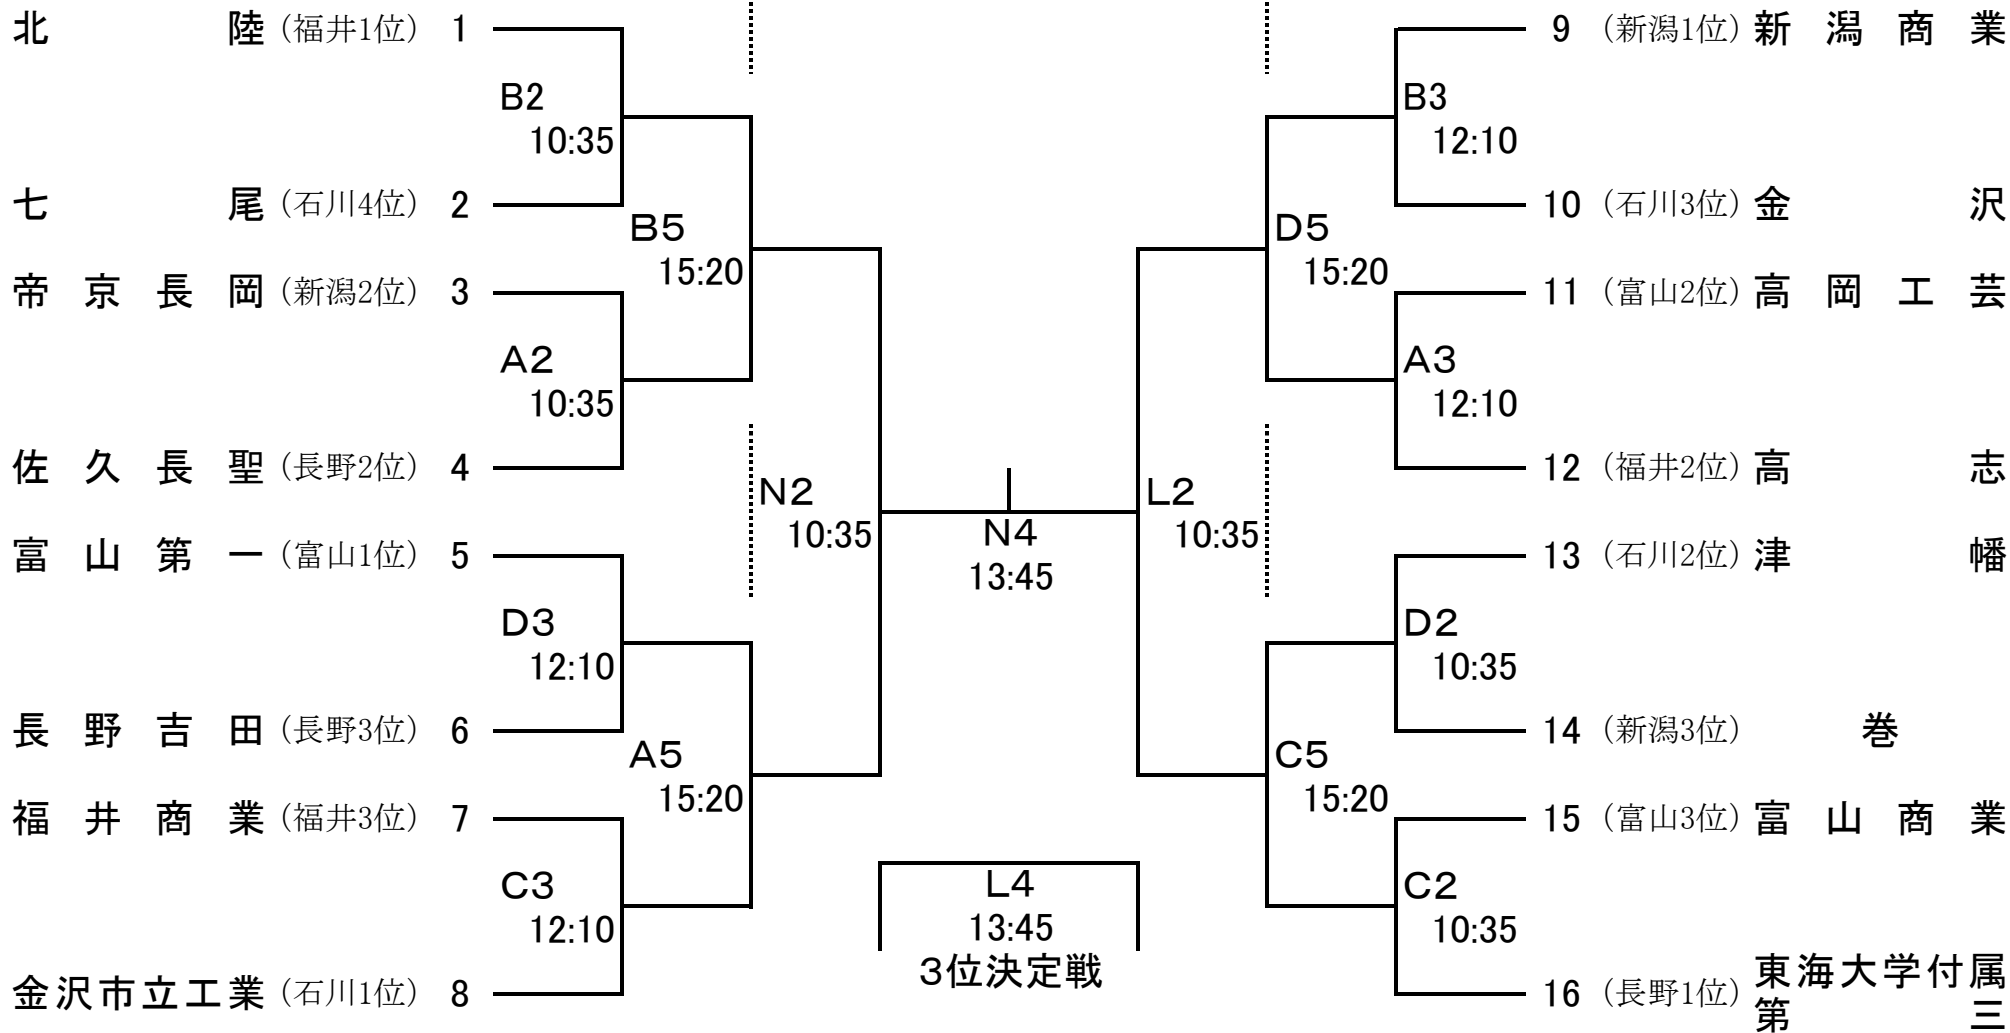 北陸 (福井1位) 1
9 (新潟1位) 新潟商業
B2
10:35
B3
12:10
七尾 (石川4位) 2
10 (石川3位) 金沢
B5
15:20
D5
15:20
帝京長岡 (新潟2位) 3
11 (富山2位) 高岡工芸
A2
10:35
A3
12:10
佐久長聖 (長野2位) 4
12 (福井2位) 高志
N2
10:35
N4
13:45
L2
10:35
富山第一 (富山1位) 5
13 (石川2位) 津幡
D3
12:10
D2
10:35
長野吉田 (長野3位) 6
14 (新潟3位) 巻
A5
15:20
C5
15:20
福井商業 (福井3位) 7
15 (富山3位) 富山商業
C3
12:10
L4
13:45
3位決定戦
C2
10:35
金沢市立工業 (石川1位) 8
16 (長野1位) 東海大学付属
第三